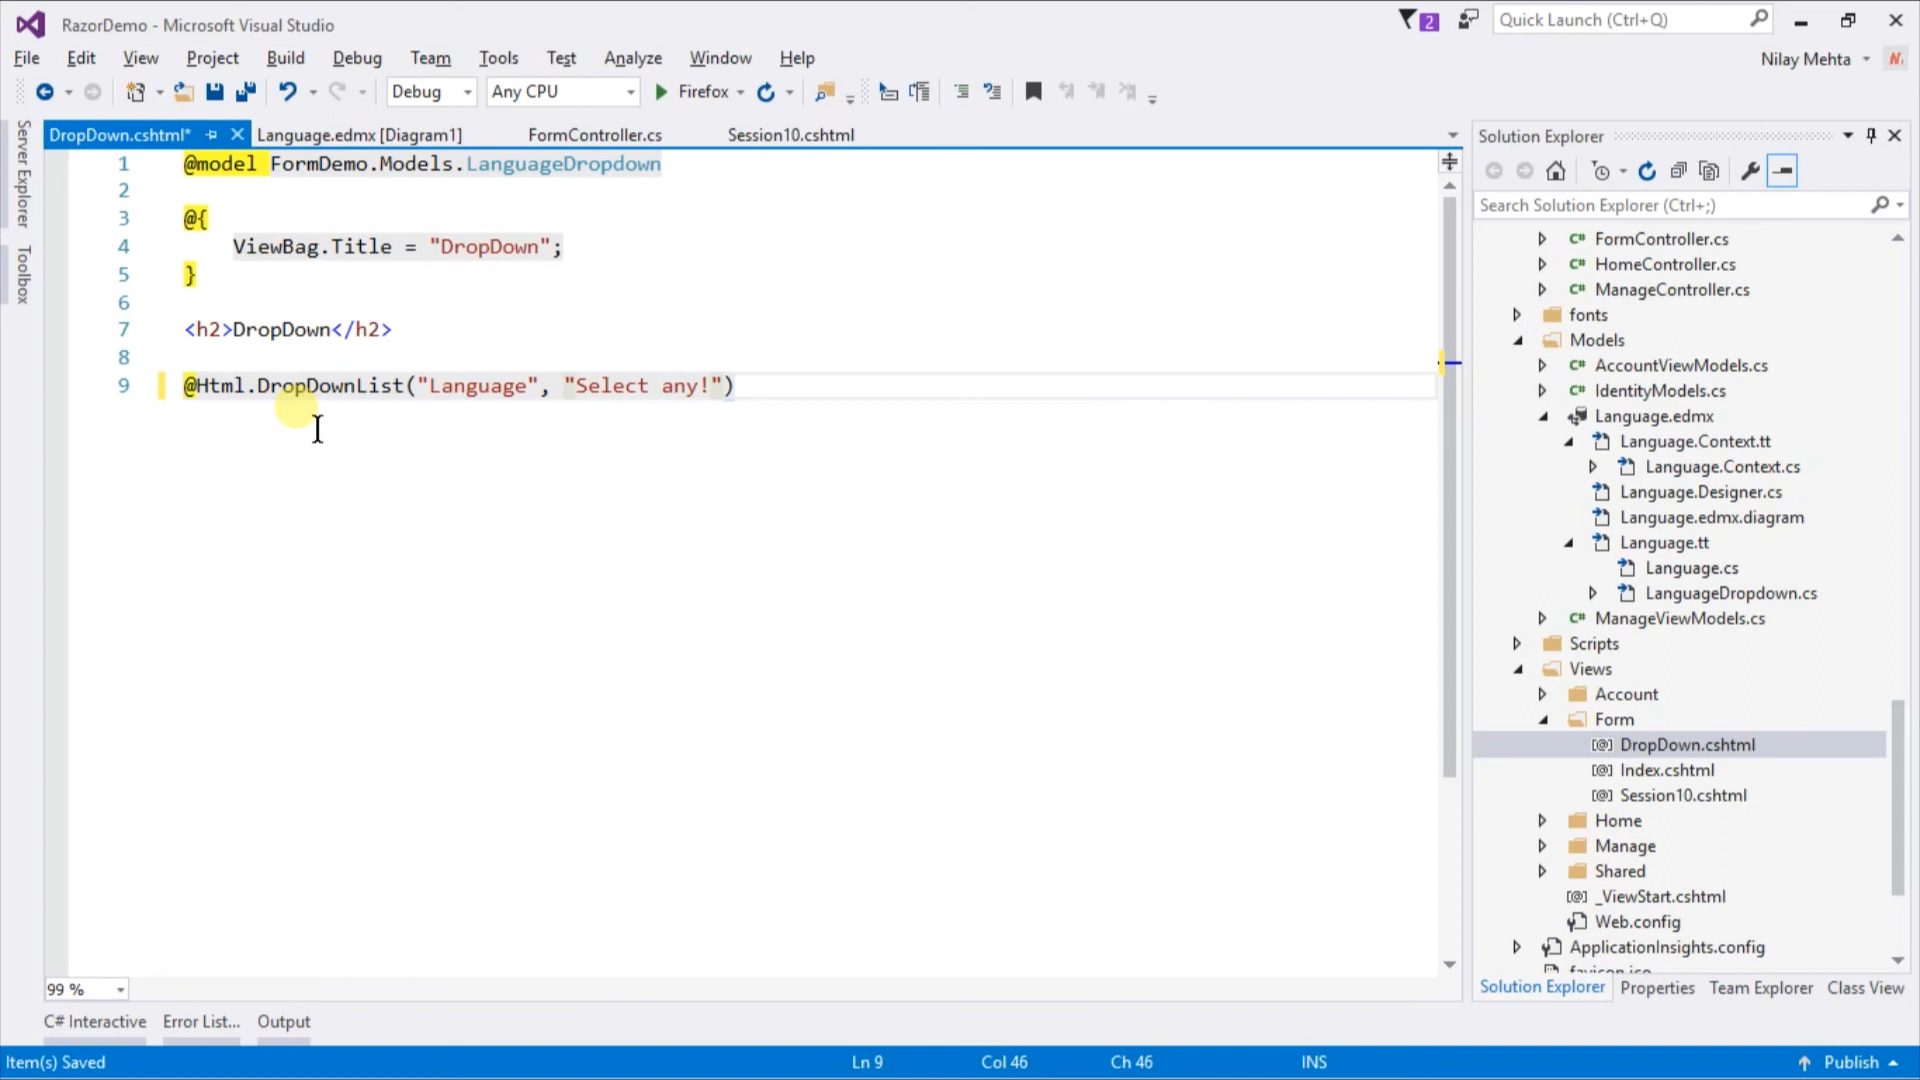 RazorDemo - Microsoft Visual Studio
2
Quick Launch (Ctrl+Q)
File Edit View Project Build Debug Team Tools Test Analyze Window Help
Nilay Mehta
N
Debug Any CPU Firefox
Server Explorer
Toolbox
DropDown.cshtml* Language.edmx [Diagram1] FormController.cs Session10.cshtml
1 @model FormDemo.Models.LanguageDropdown
2
3 @{
4 ViewBag.Title = "DropDown";
5 }
6
7 <h2>DropDown</h2>
8
9 @Html.DropDownList("Language", "Select any!")
99 %
Solution Explorer
Search Solution Explorer (Ctrl+;)
C# FormController.cs
C# HomeController.cs
C# ManageController.cs
fonts
Models
C# AccountViewModels.cs
C# IdentityModels.cs
Language.edmx
Language.Context.tt
Language.Context.cs
Language.Designer.cs
Language.edmx.diagram
Language.tt
Language.cs
LanguageDropdown.cs
C# ManageViewModels.cs
Scripts
Views
Account
Form
[@] DropDown.cshtml
[@] Index.cshtml
[@] Session10.cshtml
Home
Manage
Shared
[@] _ViewStart.cshtml
Web.config
ApplicationInsights.config
favicon.ico
Solution Explorer Properties Team Explorer Class View
C# Interactive Error List... Output
Item(s) Saved Ln 9 Col 46 Ch 46 INS Publish